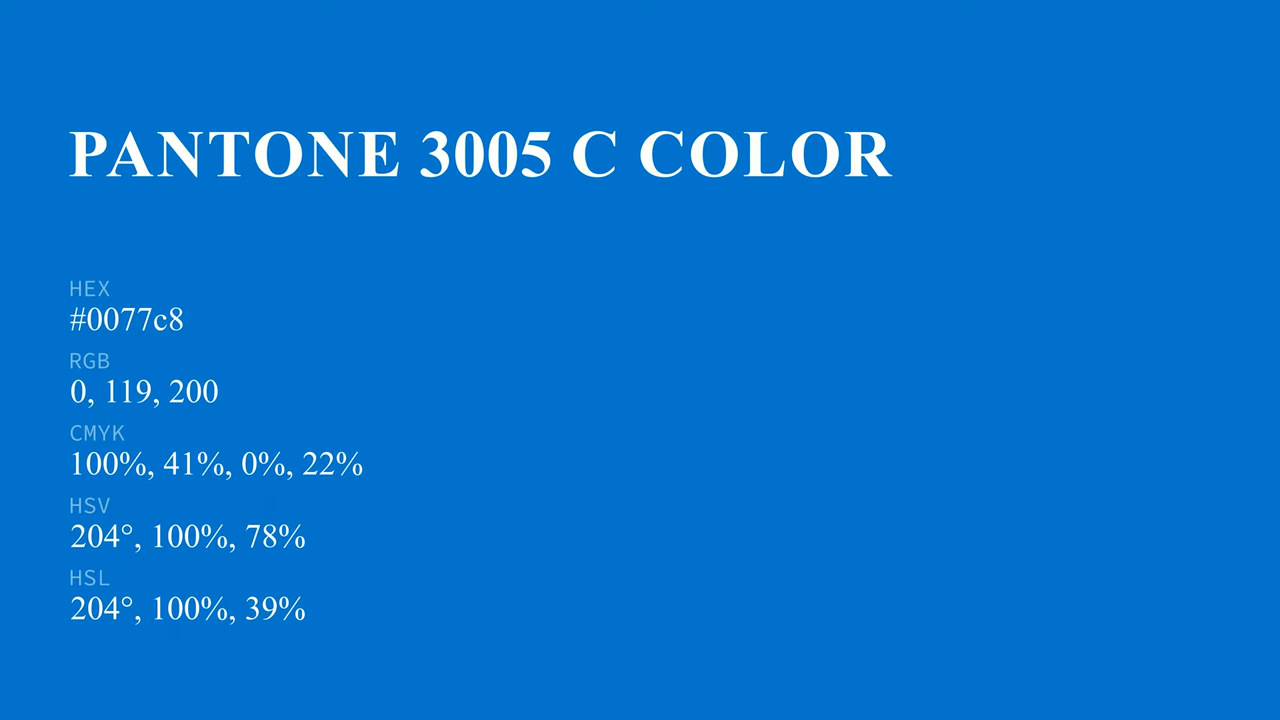 PANTONE 3005 C COLOR
HEX
#0077c8
RGB
0, 119, 200
CMYK
100%, 41%, 0%, 22%
HSV
204°, 100%, 78%
HSL
204°, 100%, 39%